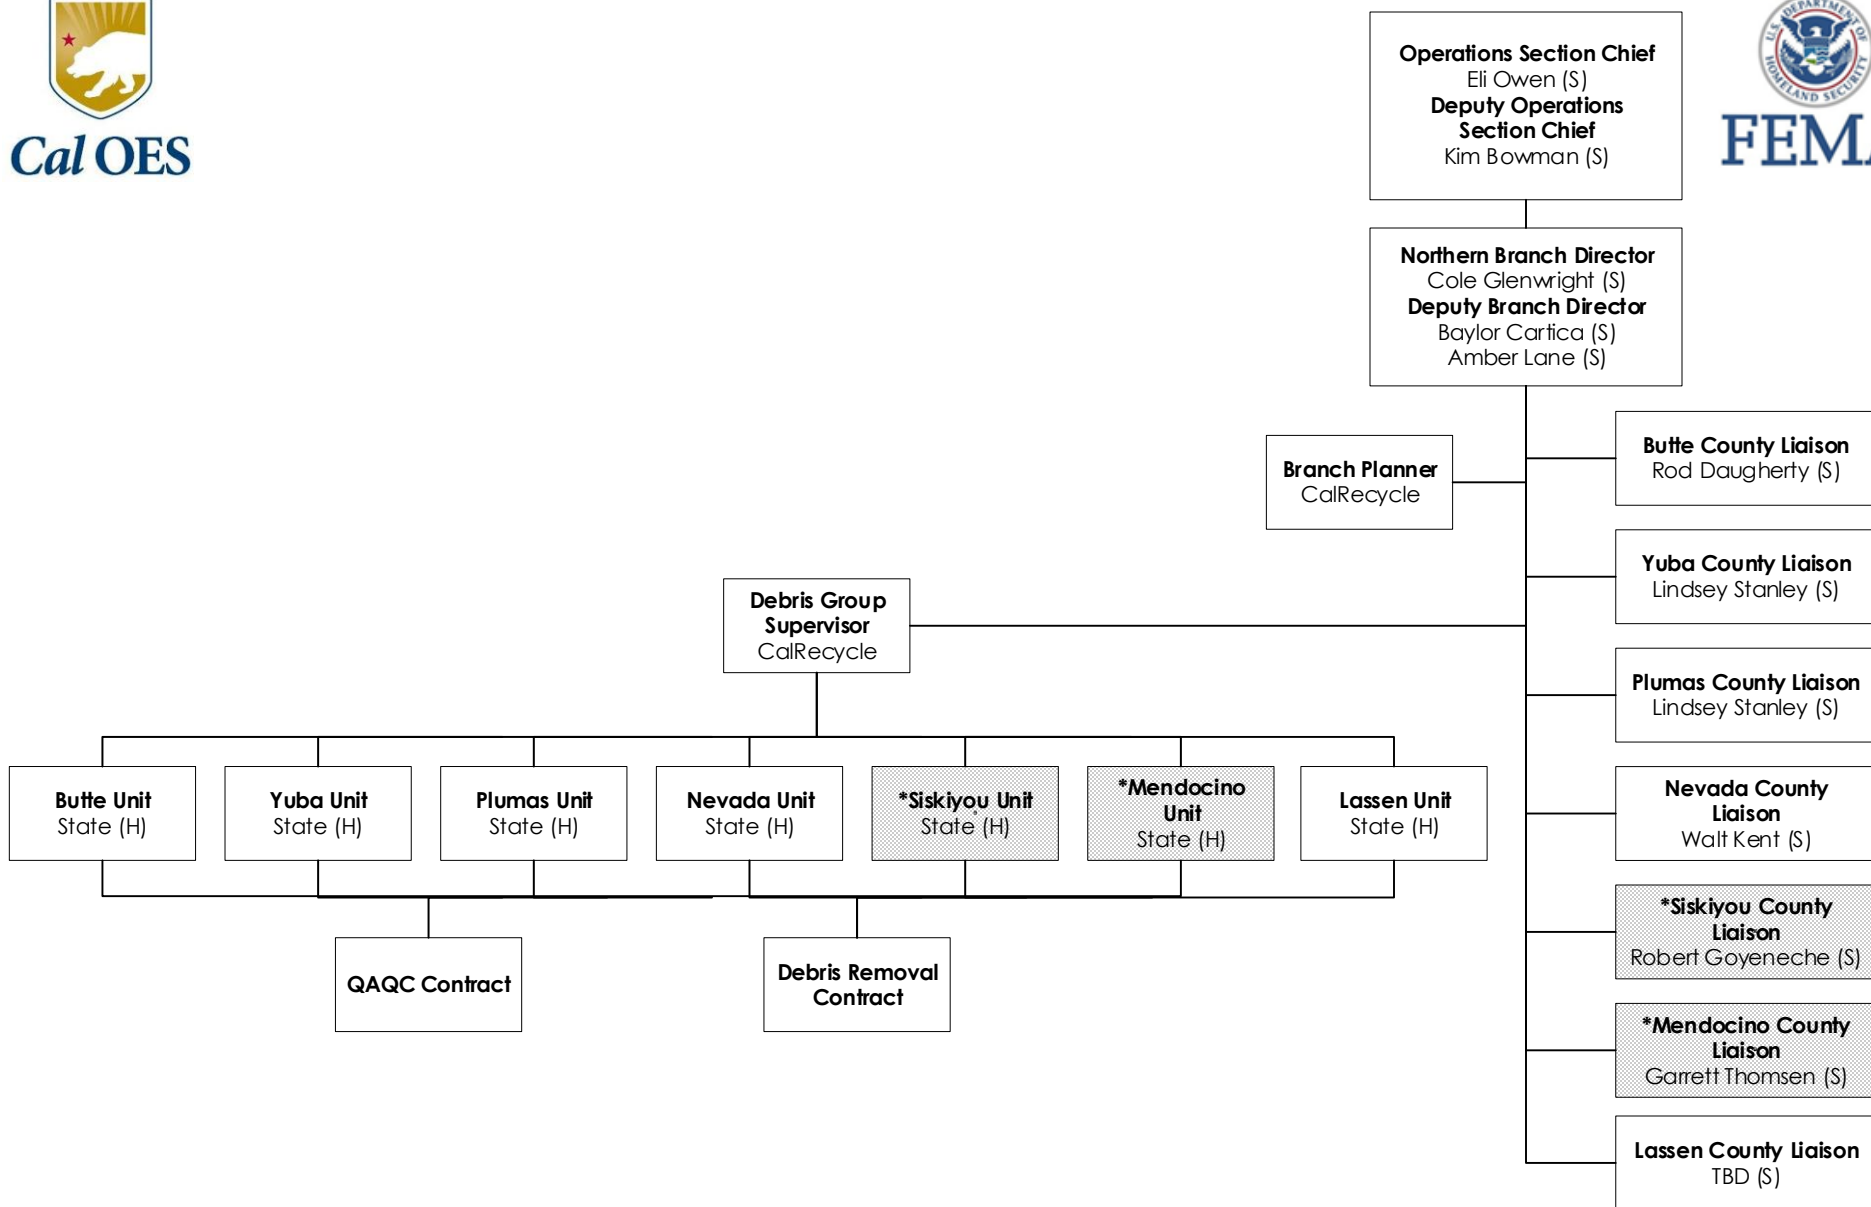 Cal OES
U.S. DEPARTMENT OF
HOMELAND SECURITY
FEMA
Operations Section Chief
Eli Owen (S)
Deputy Operations
Section Chief
Kim Bowman (S)
Northern Branch Director
Cole Glenwright (S)
Deputy Branch Director
Baylor Cartica (S)
Amber Lane (S)
Branch Planner
CalRecycle
Butte County Liaison
Rod Daugherty (S)
Yuba County Liaison
Lindsey Stanley (S)
Plumas County Liaison
Lindsey Stanley (S)
Nevada County
Liaison
Walt Kent (S)
*Siskiyou County
Liaison
Robert Goyeneche (S)
*Mendocino County
Liaison
Garrett Thomsen (S)
Lassen County Liaison
TBD (S)
Debris Group
Supervisor
CalRecycle
Butte Unit
State (H)
Yuba Unit
State (H)
Plumas Unit
State (H)
Nevada Unit
State (H)
*Siskiyou Unit
State (H)
*Mendocino
Unit
State (H)
Lassen Unit
State (H)
QAQC Contract
Debris Removal
Contract